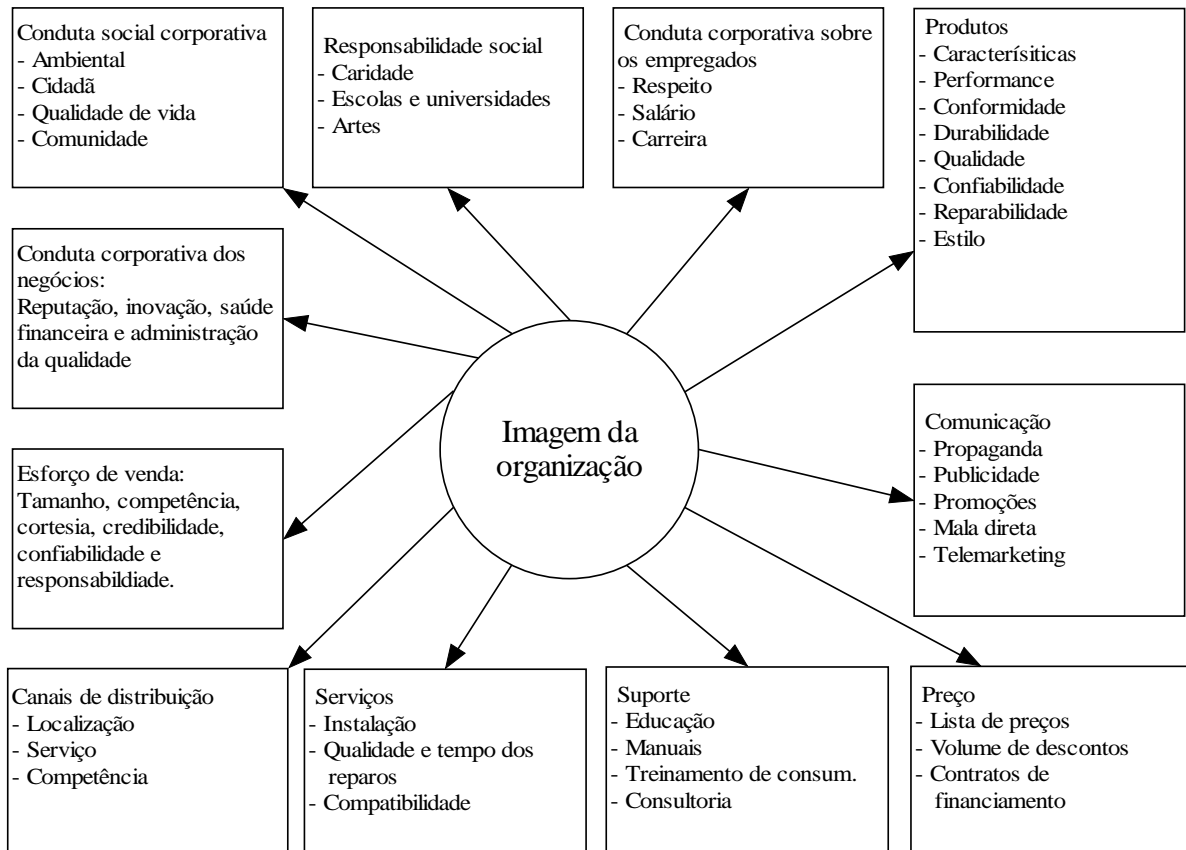 Conduta social corporativa
- Ambiental
- Cidadã
- Qualidade de vida
- Comunidade
Responsabilidade social
- Caridade
- Escolas e universidades
- Artes
Conduta corporativa sobre
os empregados
- Respeito
- Salário
- Carreira
Produtos
- Caracterísiticas
- Performance
- Conformidade
- Durabilidade
- Qualidade
- Confiabilidade
- Reparabilidade
- Estilo
Conduta corporativa dos
negócios:
Reputação, inovação, saúde
financeira e administração
da qualidade
Imagem da
organização
Comunicação
- Propaganda
- Publicidade
- Promoções
- Mala direta
- Telemarketing
Esforço de venda:
Tamanho, competência,
cortesia, credibilidade,
confiabilidade e
responsabildiade.
Canais de distribuição
- Localização
- Serviço
- Competência
Serviços
- Instalação
- Qualidade e tempo dos
reparos
- Compatibilidade
Suporte
- Educação
- Manuais
- Treinamento de consum.
- Consultoria
Preço
- Lista de preços
- Volume de descontos
- Contratos de
financiamento